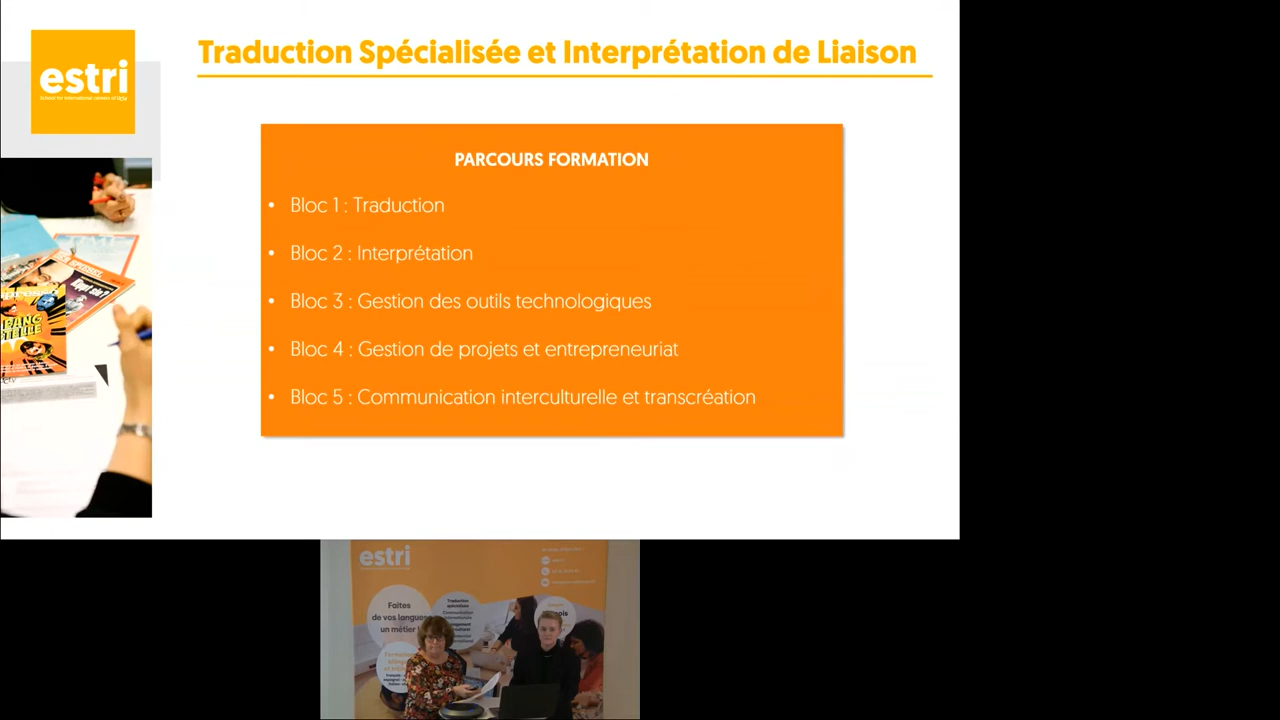 estri
School for international careers of Ucly
Traduction Spécialisée et Interprétation de Liaison
PARCOURS FORMATION
• Bloc 1 : Traduction
• Bloc 2 : Interprétation
• Bloc 3 : Gestion des outils technologiques
• Bloc 4 : Gestion de projets et entrepreneuriat
• Bloc 5 : Communication interculturelle et transcréation
estri
Faites
de vos langues
un métier !
Traduction
spécialisée